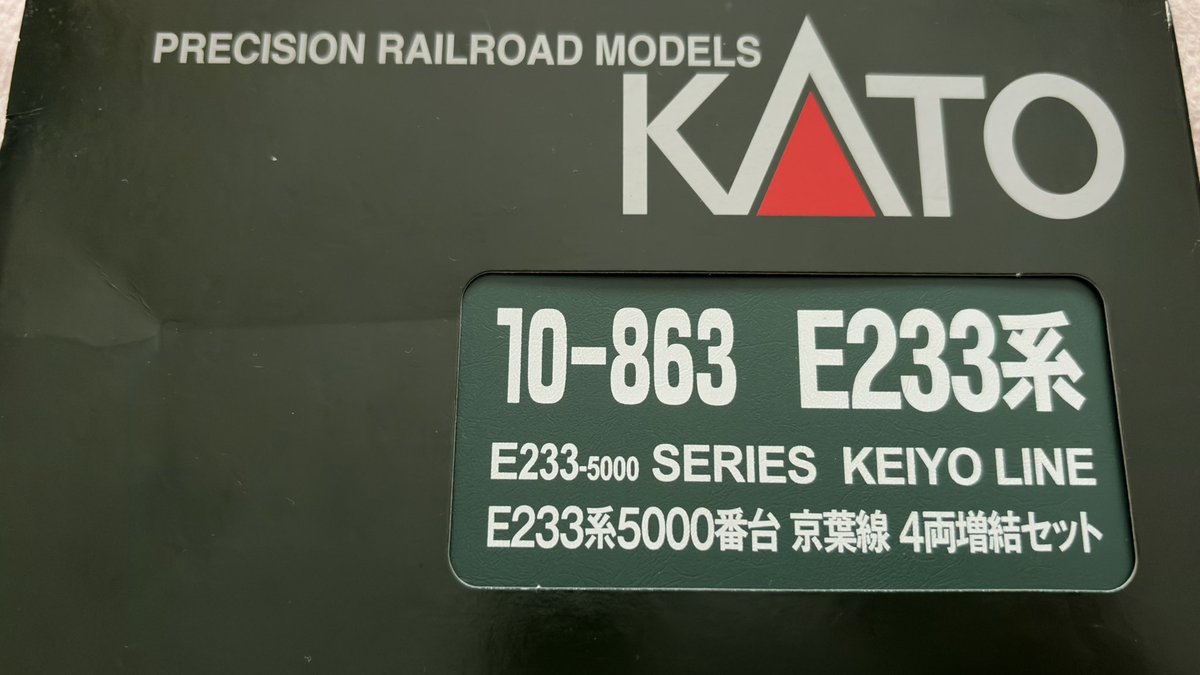 PRECISION RAILROAD MODELS
KATO
10-863 E233系
E233-5000 SERIES KEIYO LINE
E233系5000番台 京葉線 4両増結セット